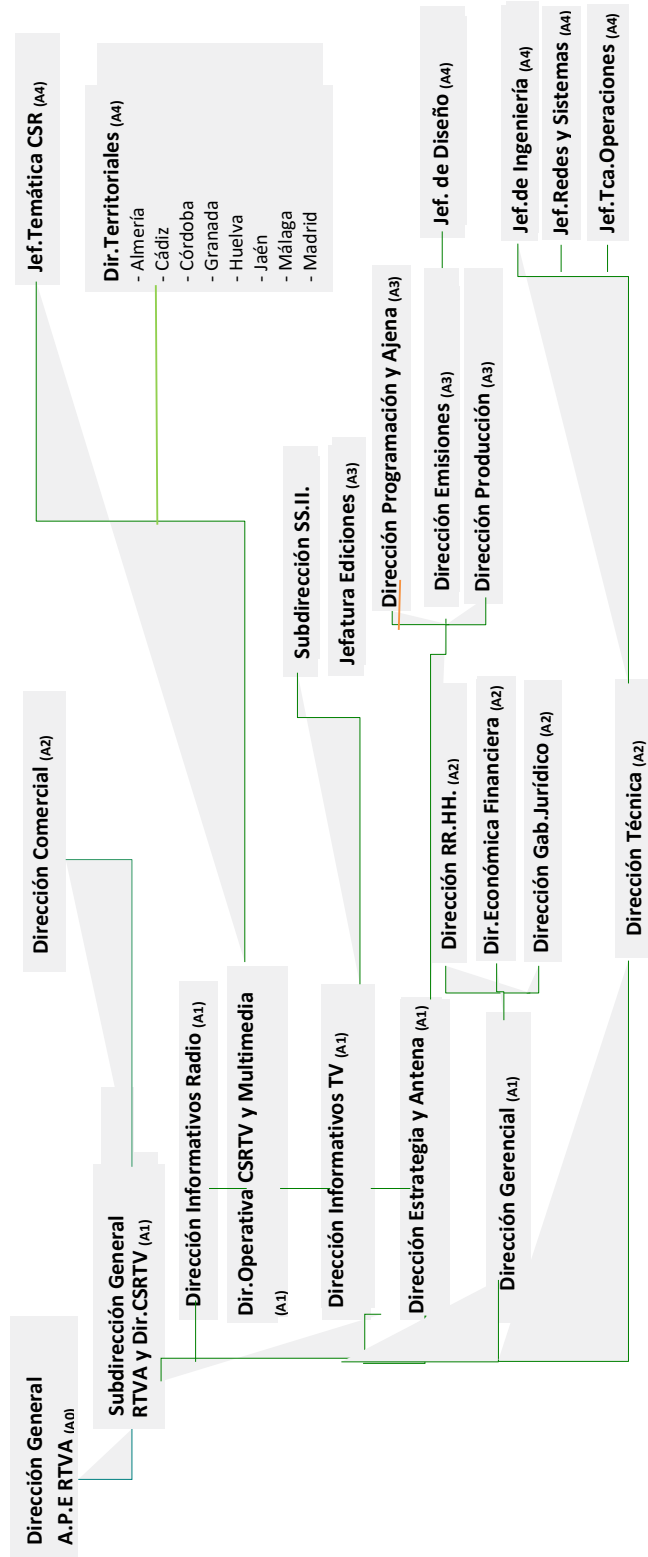 Dirección General
A.P.E RTVA (A0)
Subdirección General
RTVA y Dir.CSRTV (A1)
Dirección Comercial (A2)
Dirección Informativos Radio (A1)
Dir.Operativa CSRTV y Multimedia
(A1)
Jef.Temática CSR (A4)
Dir.Territoriales (A4)
- Almería
- Cádiz
- Córdoba
- Granada
- Huelva
- Jaén
- Málaga
- Madrid
Dirección Informativos TV (A1)
Subdirección SS.II.
Jefatura Ediciones (A3)
Dirección Estrategia y Antena (A1)
Dirección Programación y Ajena (A3)
Dirección Emisiones (A3)
Dirección Producción (A3)
Jef. de Diseño (A4)
Dirección Gerencial (A1)
Dirección RR.HH. (A2)
Dir.Económica Financiera (A2)
Dirección Gab.Jurídico (A2)
Dirección Técnica (A2)
Jef.de Ingeniería (A4)
Jef.Redes y Sistemas (A4)
Jef.Tca.Operaciones (A4)